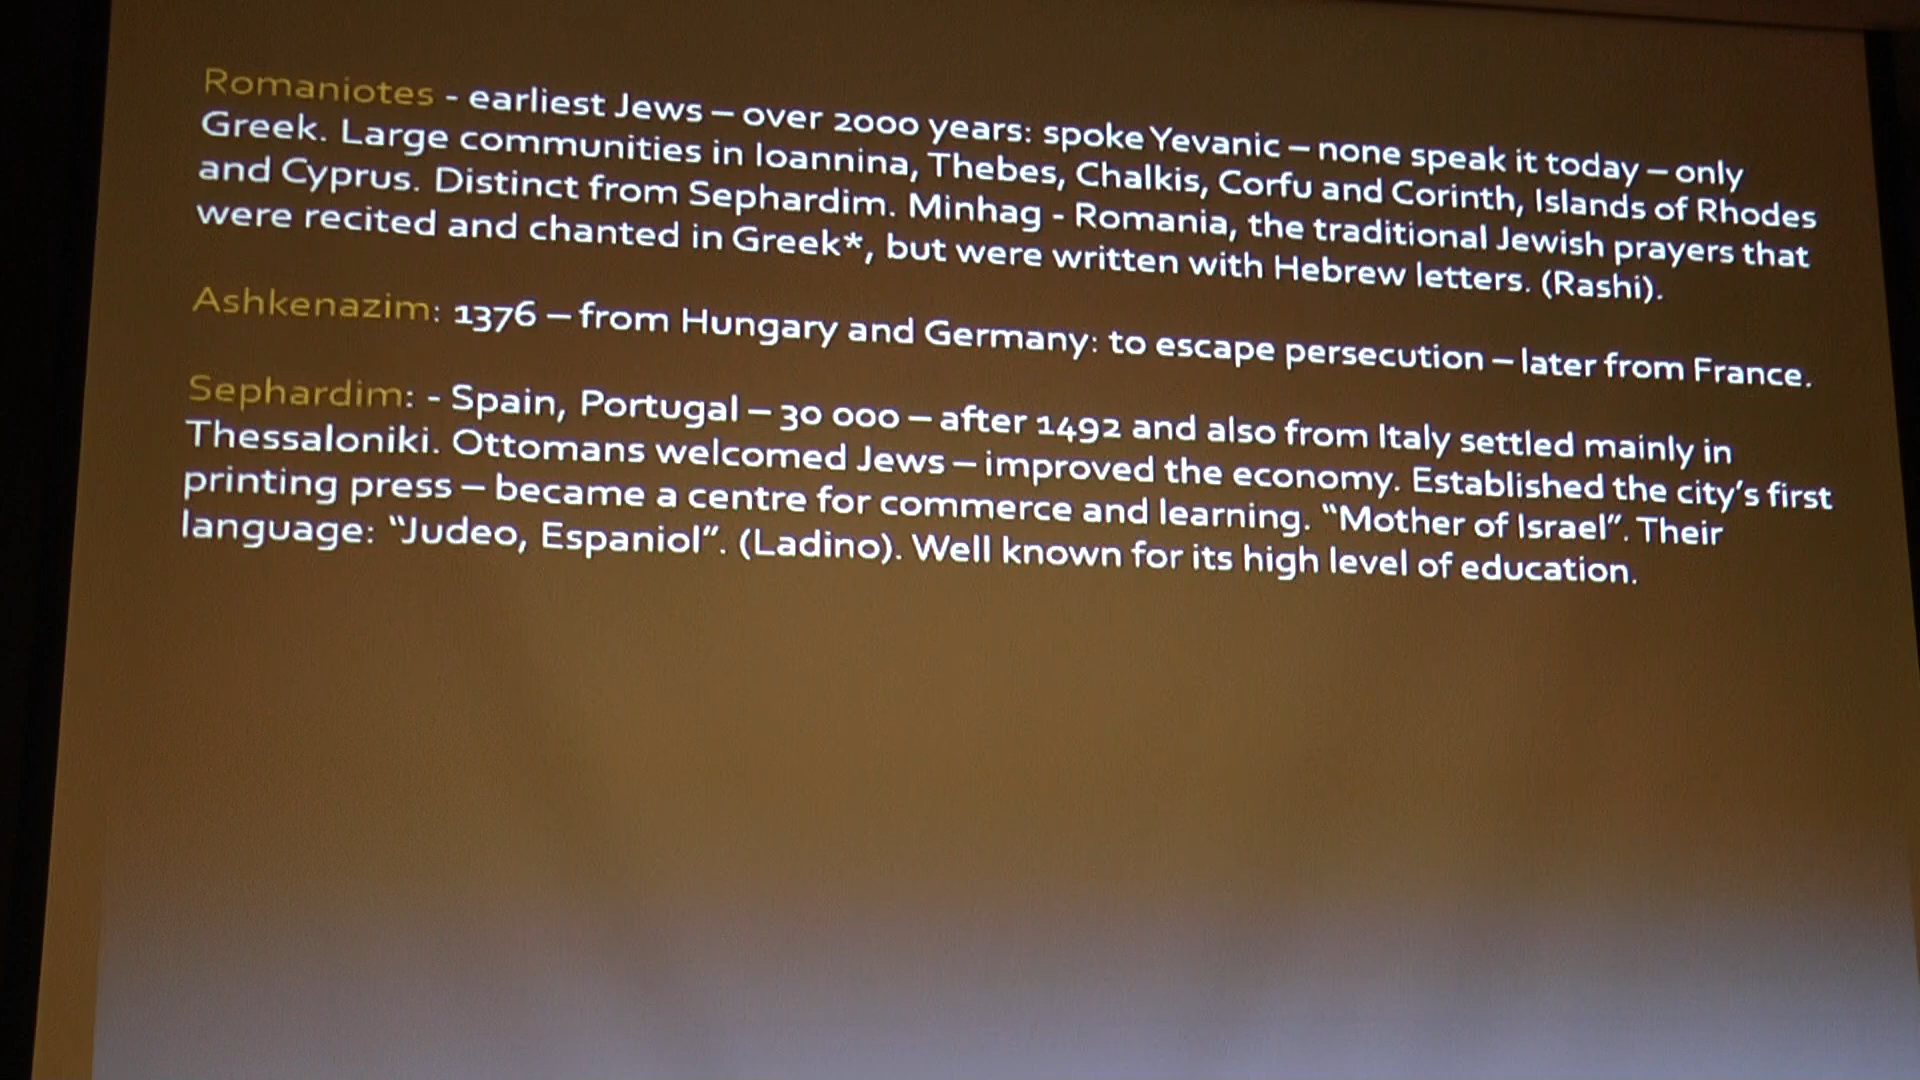 Romaniotes - earliest Jews – over 2000 years: spoke Yevanic – none speak it today – only
Greek. Large communities in Ioannina, Thebes, Chalkis, Corfu and Corinth, Islands of Rhodes
and Cyprus. Distinct from Sephardim. Minhag - Romania, the traditional Jewish prayers that
were recited and chanted in Greek*, but were written with Hebrew letters. (Rashi).
Ashkenazim: 1376 – from Hungary and Germany: to escape persecution – later from France.
Sephardim: - Spain, Portugal – 30 000 – after 1492 and also from Italy settled mainly in
Thessaloniki. Ottomans welcomed Jews – improved the economy. Established the city’s first
printing press – became a centre for commerce and learning. “Mother of Israel”. Their
language: “Judeo, Espaniol”. (Ladino). Well known for its high level of education.